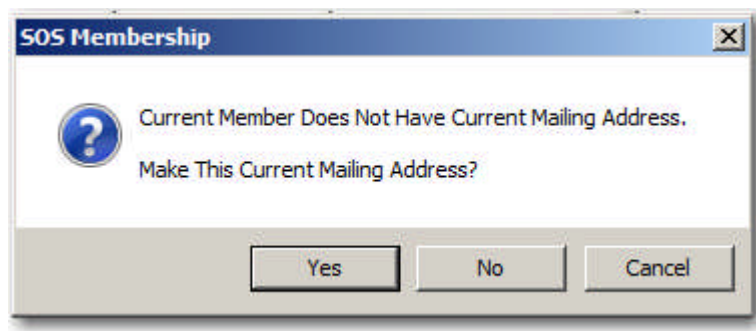 SOS Membership
Current Member Does Not Have Current Mailing Address.
Make This Current Mailing Address?
Yes No Cancel